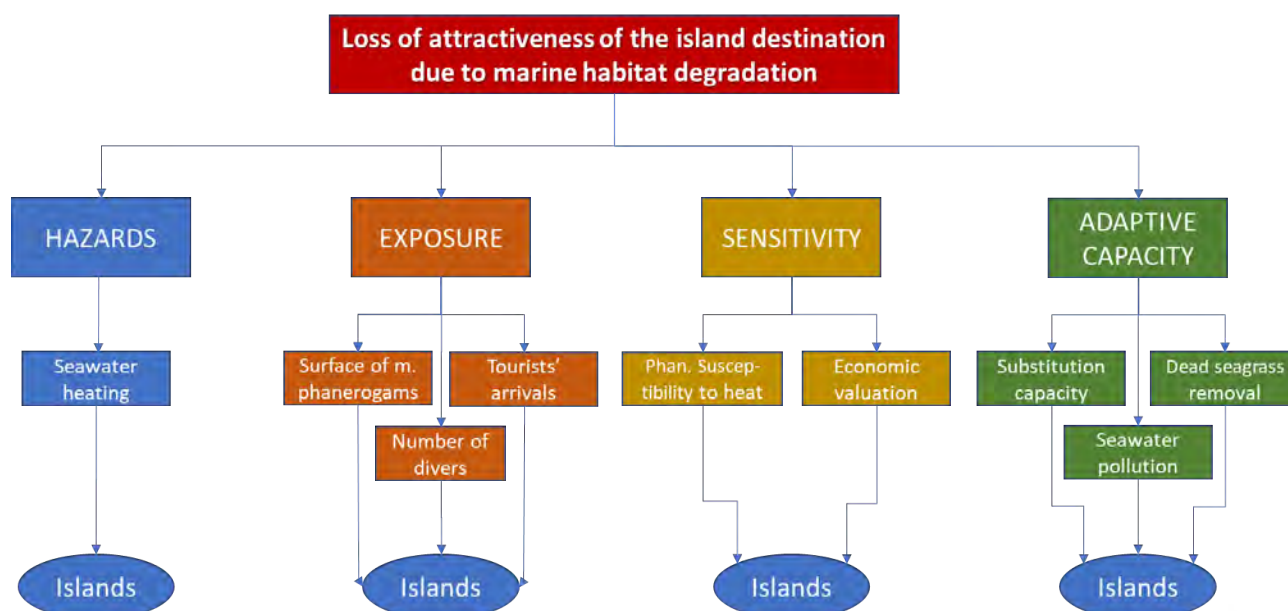 Loss of attractiveness of the island destination
due to marine habitat degradation
HAZARDS
EXPOSURE
SENSITIVITY
ADAPTIVE
CAPACITY
Seawater
heating
Surface of m.
phanerogams
Tourists'
arrivals
Number of
divers
Phan. Suscep-
tibility to heat
Economic
valuation
Substitution
capacity
Dead seagrass
removal
Seawater
pollution
Islands
Islands
Islands
Islands